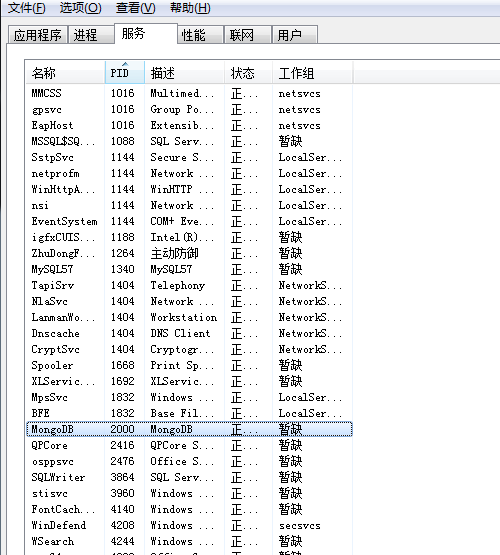 文件(F) 选项(O) 查看(V) 帮助(H)
应用程序 进程 服务 性能 联网 用户
名称 PID 描述 状态 工作组
MMCSS 1016 Multimed... 正... netsvcs
gpsvc 1016 Group Po... 正... netsvcs
EapHost 1016 Extensib... 正... netsvcs
MSSQL$SQ... 1088 SQL Serv... 正... 暂缺
SstpSvc 1144 Secure S... 正... LocalSer...
netprofm 1144 Network ... 正... LocalSer...
WinHttpA... 1144 WinHTTP ... 正... LocalSer...
nsi 1144 Network ... 正... LocalSer...
EventSystem 1144 COM+ Eve... 正... LocalSer...
igfxCUIS... 1188 Intel(R)... 正... 暂缺
ZhuDongF... 1264 主动防御 正... 暂缺
MySQL57 1340 MySQL57 正... 暂缺
TapiSrv 1404 Telephony 正... NetworkS...
NlaSvc 1404 Network ... 正... NetworkS...
LanmanWo... 1404 Workstation 正... NetworkS...
Dnscache 1404 DNS Client 正... NetworkS...
CryptSvc 1404 Cryptogr... 正... NetworkS...
Spooler 1668 Print Sp... 正... 暂缺
XLServic... 1692 XLServic... 正... 暂缺
MpsSvc 1832 Windows ... 正... LocalSer...
BFE 1832 Base Fil... 正... LocalSer...
MongoDB 2000 MongoDB 正... 暂缺
QPCore 2416 QPCore S... 正... 暂缺
osppsvc 2476 Office S... 正... 暂缺
SQLWriter 3864 SQL Serv... 正... 暂缺
stisvc 3960 Windows ... 正... 暂缺
FontCach... 4140 Windows ... 正... 暂缺
WinDefend 4208 Windows ... 正... secsvcs
WSearch 4244 Windows ... 正... 暂缺